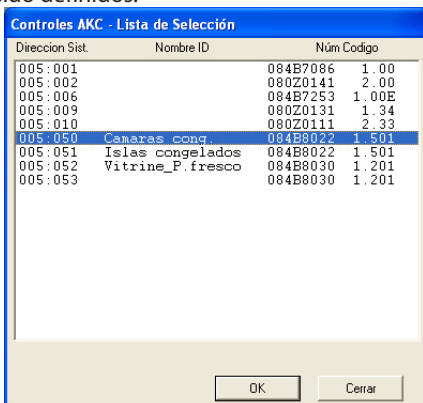 ido definidos.
Controles AKC - Lista de Selección
Direccion Sist. Nombre ID Núm Codigo
005:001 084B7086 1.00
005:002 080Z0141 2.00
005:006 084B7253 1.00E
005:009 080Z0131 1.34
005:010 080Z0111 2.33
005:050 Camaras cong. 084B8022 1.501
005:051 Islas congelados 084B8022 1.501
005:052 Vitrine_P.fresco 084B8030 1.201
005:053 084B8030 1.201
OK Cerrar